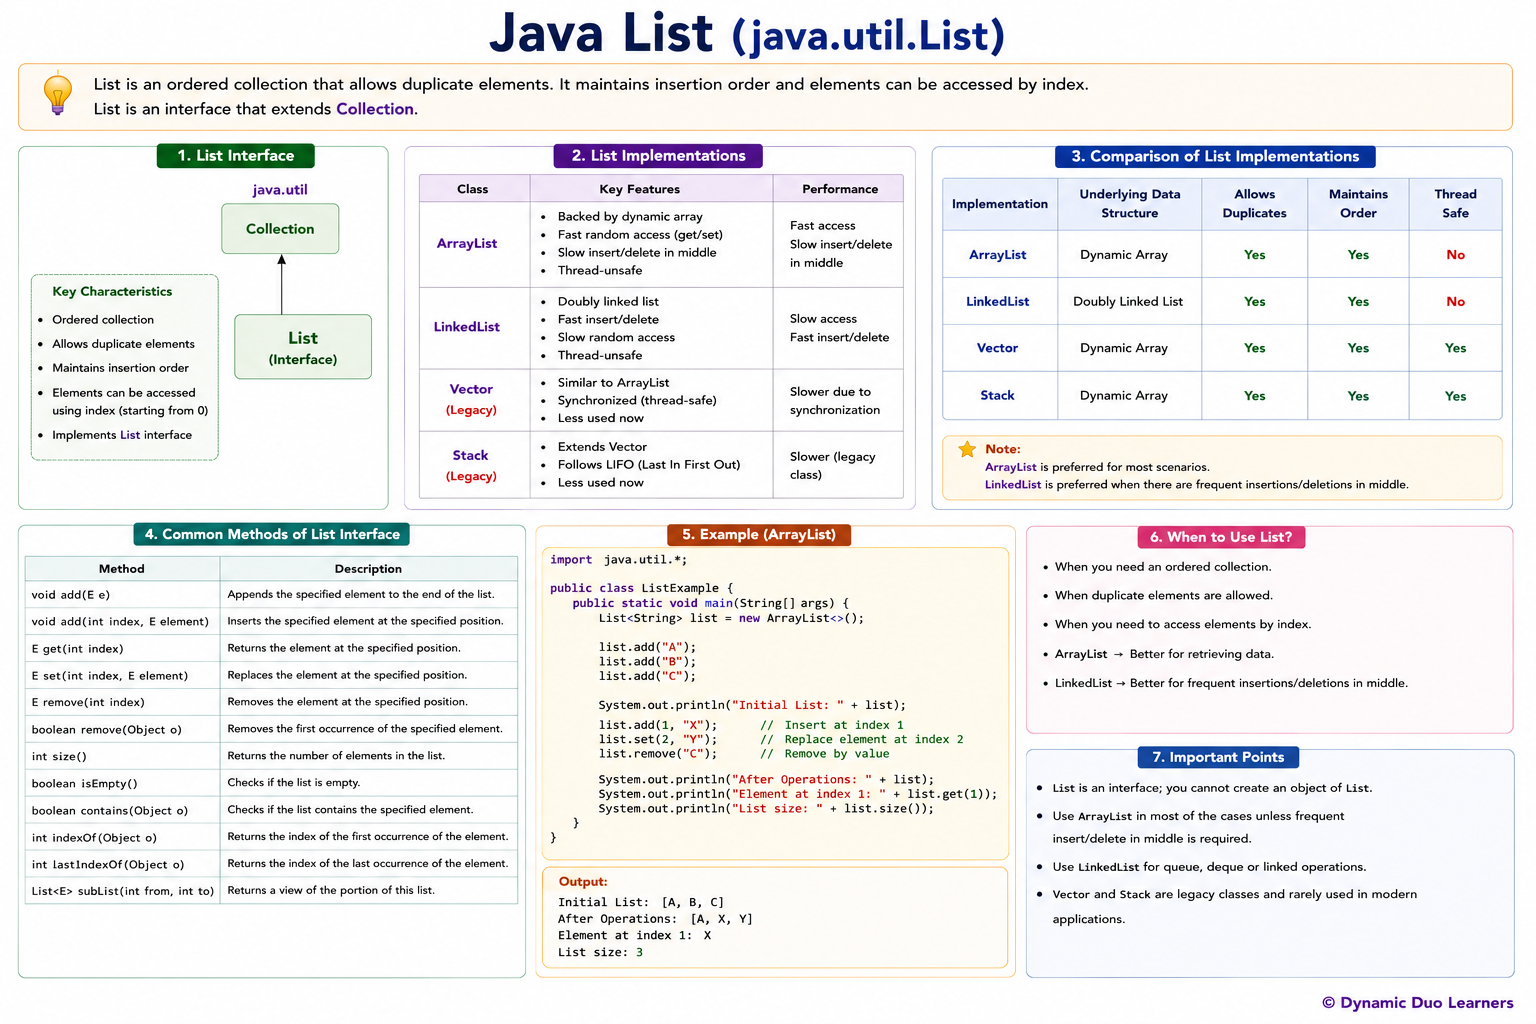 Java List (java.util.List)
List is an ordered collection that allows duplicate elements. It maintains insertion order and elements can be accessed by index.
List is an interface that extends Collection.
1. List Interface
java.util
Collection
List
(Interface)
Key Characteristics
• Ordered collection
• Allows duplicate elements
• Maintains insertion order
• Elements can be accessed
using index (starting from 0)
• Implements List interface
2. List Implementations
Class Key Features Performance
ArrayList
• Backed by dynamic array
• Fast random access (get/set)
• Slow insert/delete in middle
• Thread-unsafe
Fast access
Slow insert/delete
in middle
LinkedList
• Doubly linked list
• Fast insert/delete
• Slow random access
• Thread-unsafe
Slow access
Fast insert/delete
Vector
(Legacy)
• Similar to ArrayList
• Synchronized (thread-safe)
• Less used now
Slower due to
synchronization
Stack
(Legacy)
• Extends Vector
• Follows LIFO (Last In First Out)
• Less used now
Slower (legacy
class)
3. Comparison of List Implementations
Implementation
Underlying Data
Structure
Allows
Duplicates
Maintains
Order
Thread
Safe
ArrayList Dynamic Array Yes Yes No
LinkedList Doubly Linked List Yes Yes No
Vector Dynamic Array Yes Yes Yes
Stack Dynamic Array Yes Yes Yes
Note:
ArrayList is preferred for most scenarios.
LinkedList is preferred when there are frequent insertions/deletions in middle.
4. Common Methods of List Interface
Method Description
void add(E e) Appends the specified element to the end of the list.
void add(int index, E element) Inserts the specified element at the specified position.
E get(int index) Returns the element at the specified position.
E set(int index, E element) Replaces the element at the specified position.
E remove(int index) Removes the element at the specified position.
boolean remove(Object o) Removes the first occurrence of the specified element.
int size() Returns the number of elements in the list.
boolean isEmpty() Checks if the list is empty.
boolean contains(Object o) Checks if the list contains the specified element.
int indexOf(Object o) Returns the index of the first occurrence of the element.
int lastIndexOf(Object o) Returns the index of the last occurrence of the element.
List<E> subList(int from, int to) Returns a view of the portion of this list.
5. Example (ArrayList)
import java.util.*;
public class ListExample {
public static void main(String[] args) {
List<String> list = new ArrayList<>();
list.add("A");
list.add("B");
list.add("C");
System.out.println("Initial List: " + list);
list.add(1, "X"); // Insert at index 1
list.set(2, "Y"); // Replace element at index 2
list.remove("C"); // Remove by value
System.out.println("After Operations: " + list);
System.out.println("Element at index 1: " + list.get(1));
System.out.println("List size: " + list.size());
}
}
Output:
Initial List: [A, B, C]
After Operations: [A, X, Y]
Element at index 1: X
List size: 3
6. When to Use List?
• When you need an ordered collection.
• When duplicate elements are allowed.
• When you need to access elements by index.
• ArrayList → Better for retrieving data.
• LinkedList → Better for frequent insertions/deletions in middle.
7. Important Points
• List is an interface; you cannot create an object of List.
• Use ArrayList in most of the cases unless frequent
insert/delete in middle is required.
• Use LinkedList for queue, deque or linked operations.
• Vector and Stack are legacy classes and rarely used in modern
applications.
© Dynamic Duo Learners